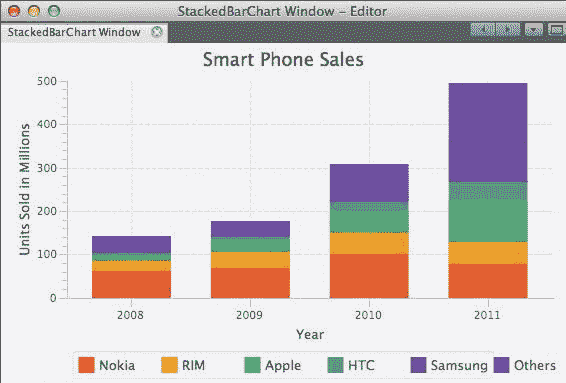 StackedBarChart Window – Editor
StackedBarChart Window
Smart Phone Sales
500
400
300
200
100
0
Units Sold in Millions
2008 2009 2010 2011
Year
Nokia RIM Apple HTC Samsung Others